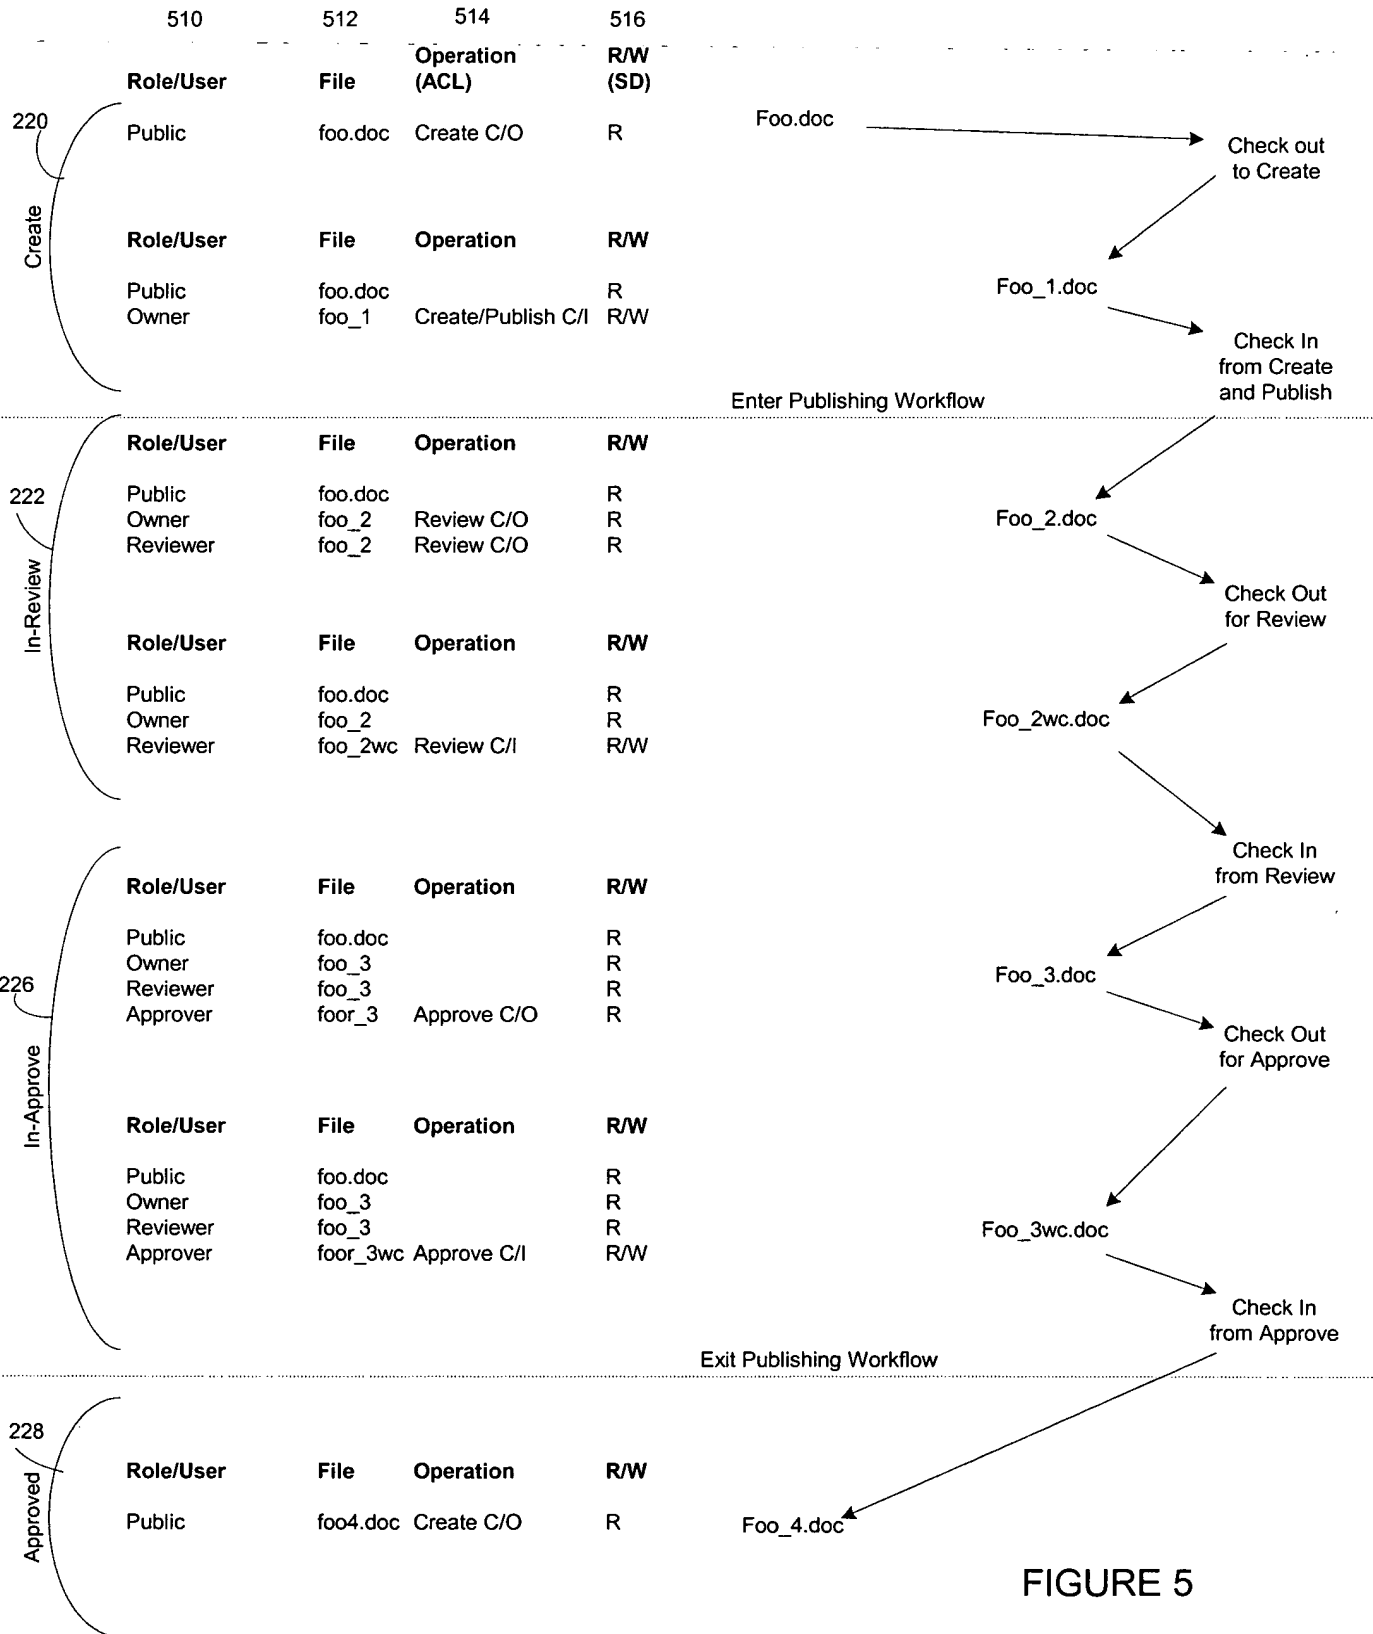 510 512 514 516
Role/User File Operation (ACL) R/W (SD)
220
Create
Public foo.doc Create C/O R
Foo.doc
Check out
to Create
Role/User File Operation R/W
Public foo.doc R
Owner foo_1 Create/Publish C/I R/W
Foo_1.doc
Check In
from Create
and Publish
Enter Publishing Workflow
222
In-Review
Role/User File Operation R/W
Public foo.doc R
Owner foo_2 Review C/O R
Reviewer foo_2 Review C/O R
Foo_2.doc
Check Out
for Review
Role/User File Operation R/W
Public foo.doc R
Owner foo_2 R
Reviewer foo_2wc Review C/I R/W
Foo_2wc.doc
Check In
from Review
226
In-Approve
Role/User File Operation R/W
Public foo.doc R
Owner foo_3 R
Reviewer foo_3 R
Approver foor_3 Approve C/O R
Foo_3.doc
Check Out
for Approve
Role/User File Operation R/W
Public foo.doc R
Owner foo_3 R
Reviewer foo_3 R
Approver foor_3wc Approve C/I R/W
Foo_3wc.doc
Check In
from Approve
Exit Publishing Workflow
228
Approved
Role/User File Operation R/W
Public foo4.doc Create C/O R
Foo_4.doc
FIGURE 5